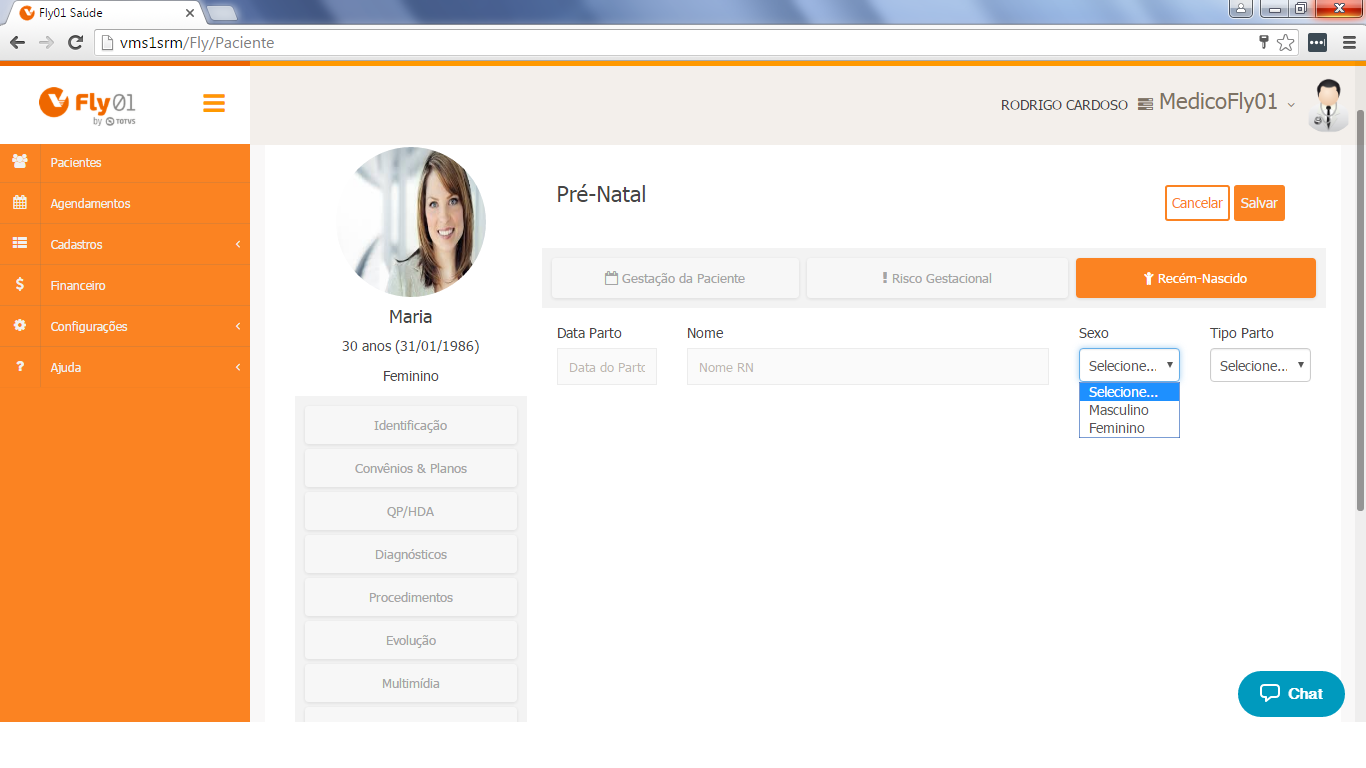 Fly01 Saúde
vms1srm/Fly/Paciente
Fly01
by TOTVS
RODRIGO CARDOSO MedicoFly01
Pacientes
Agendamentos
Cadastros
Financeiro
Configurações
Ajuda
Maria
30 anos (31/01/1986)
Feminino
Identificação
Convênios & Planos
QP/HDA
Diagnósticos
Procedimentos
Evolução
Multimídia
Pré-Natal
Cancelar Salvar
Gestação da Paciente ! Risco Gestacional Recém-Nascido
Data Parto Nome Sexo Tipo Parto
Data do Parto Nome RN Selecione... Selecione...
Selecione...
Masculino
Feminino
Chat